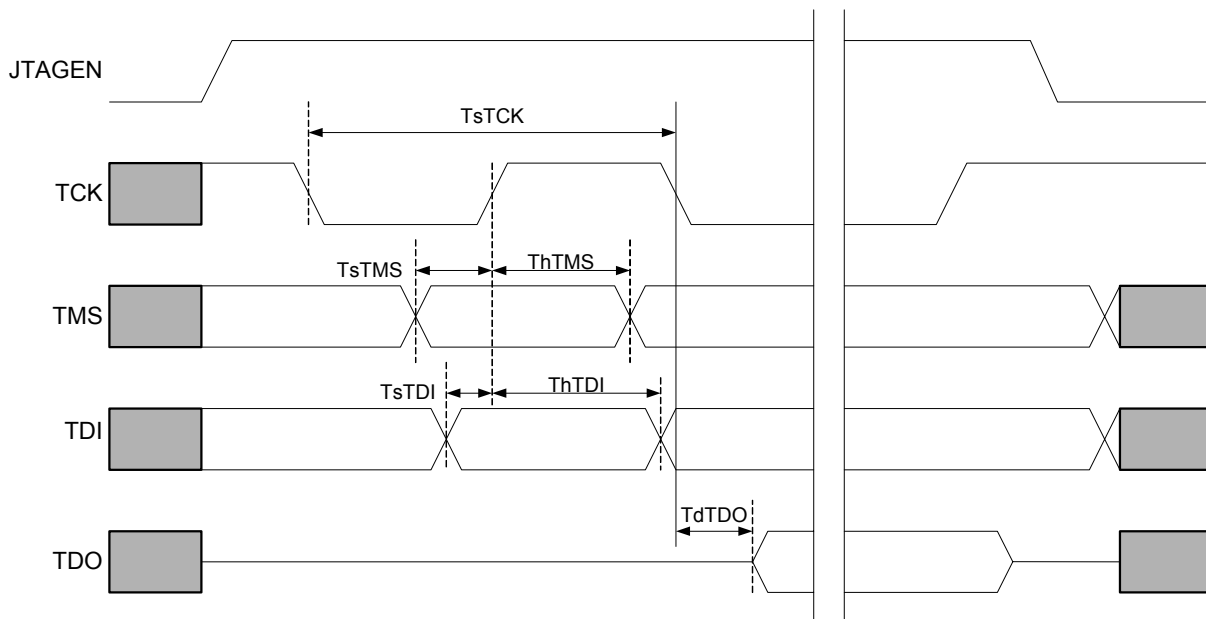 JTAGEN
TsTCK
TCK
TsTMS
ThTMS
TMS
TsTDI
ThTDI
TDI
TdTDO
TDO